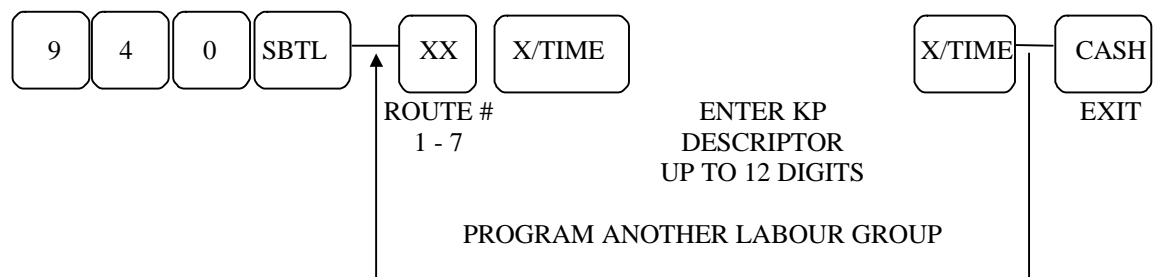 9 4 0 SBTL XX X/TIME X/TIME CASH
ROUTE # ENTER KP EXIT
1 - 7 DESCRIPTOR
UP TO 12 DIGITS
PROGRAM ANOTHER LABOUR GROUP